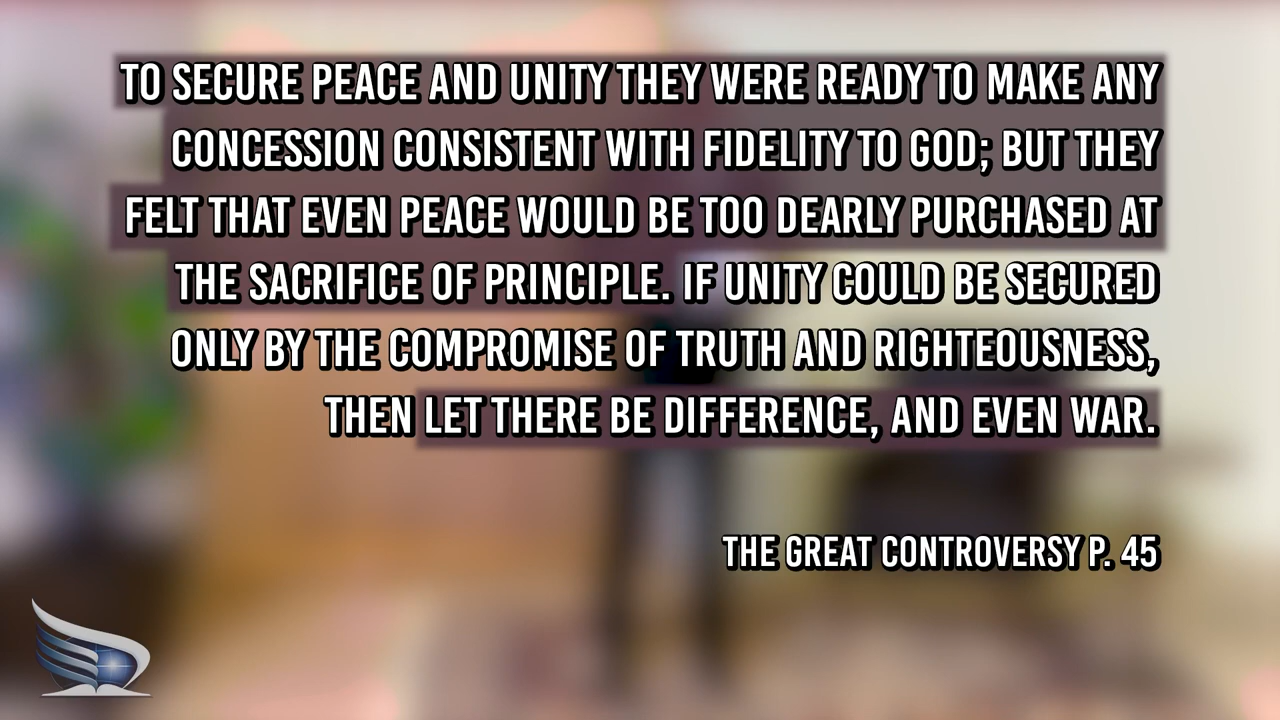 TO SECURE PEACE AND UNITY THEY WERE READY TO MAKE ANY
CONCESSION CONSISTENT WITH FIDELITY TO GOD; BUT THEY
FELT THAT EVEN PEACE WOULD BE TOO DEARLY PURCHASED AT
THE SACRIFICE OF PRINCIPLE. IF UNITY COULD BE SECURED
ONLY BY THE COMPROMISE OF TRUTH AND RIGHTEOUSNESS,
THEN LET THERE BE DIFFERENCE, AND EVEN WAR.
THE GREAT CONTROVERSY P. 45